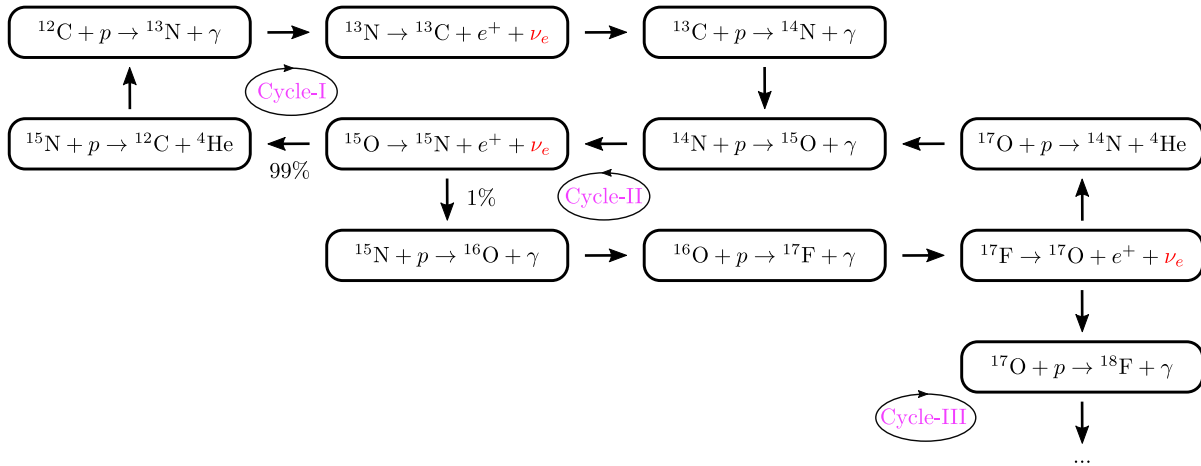 ¹²C + p → ¹³N + γ
¹³N → ¹³C + e⁺ + νₑ
¹³C + p → ¹⁴N + γ
Cycle-I
¹⁵N + p → ¹²C + ⁴He
99%
¹⁵O → ¹⁵N + e⁺ + νₑ
¹⁴N + p → ¹⁵O + γ
¹⁷O + p → ¹⁴N + ⁴He
1%
Cycle-II
¹⁵N + p → ¹⁶O + γ
¹⁶O + p → ¹⁷F + γ
¹⁷F → ¹⁷O + e⁺ + νₑ
¹⁷O + p → ¹⁸F + γ
Cycle-III
...